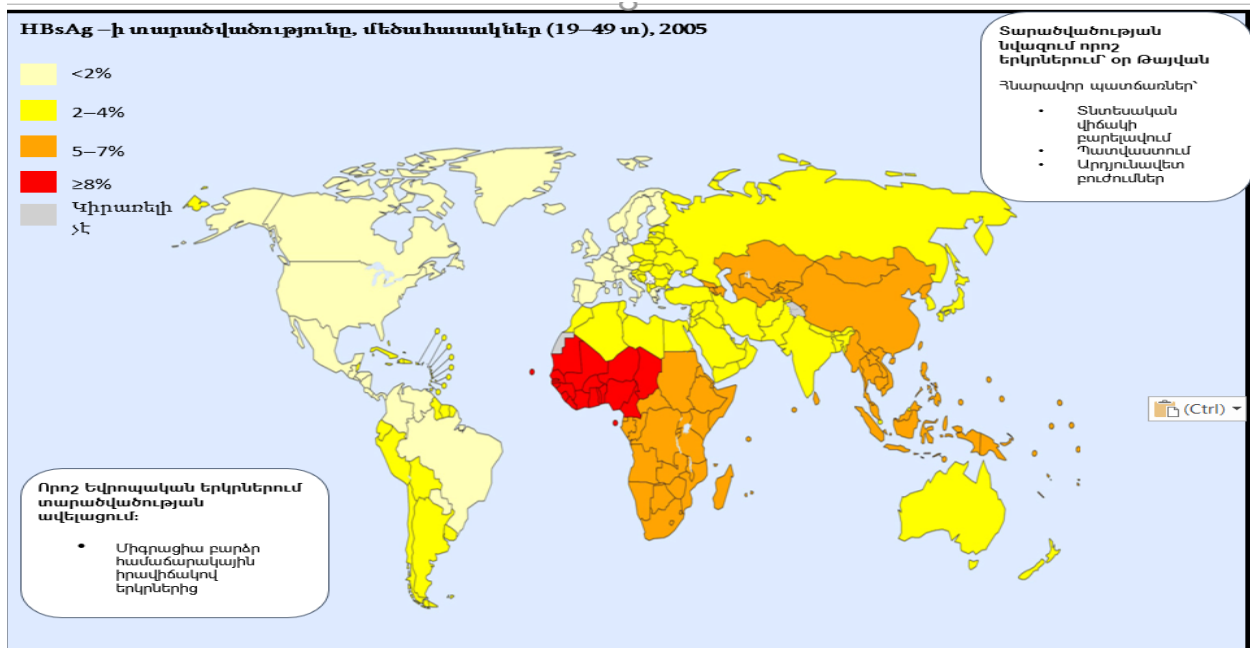 HBsAg –ի տարածվածությունը, մեծահասակներ (19–49 տ), 2005
<2%
2–4%
5–7%
≥8%
Կիրառելի
չէ
Տարածվածության
նվազում որոշ
երկրներում՝ օր Թայվան
Հնարավոր պատճառներ՝
• Տնտեսական
վիճակի
բարելավում
• Պատվաստում
• Արդյունավետ
բուժումներ
(Ctrl)
Որոշ Եվրոպական երկրներում
տարածվածության
ավելացում:
• Միգրացիա բարձր
համաճարակային
իրավիճակով
երկրներից